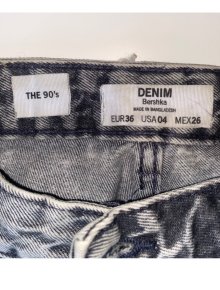 THE 90's
DENIM
Bershka
MADE IN BANGLADESH
EUR36 USA04 MEX26